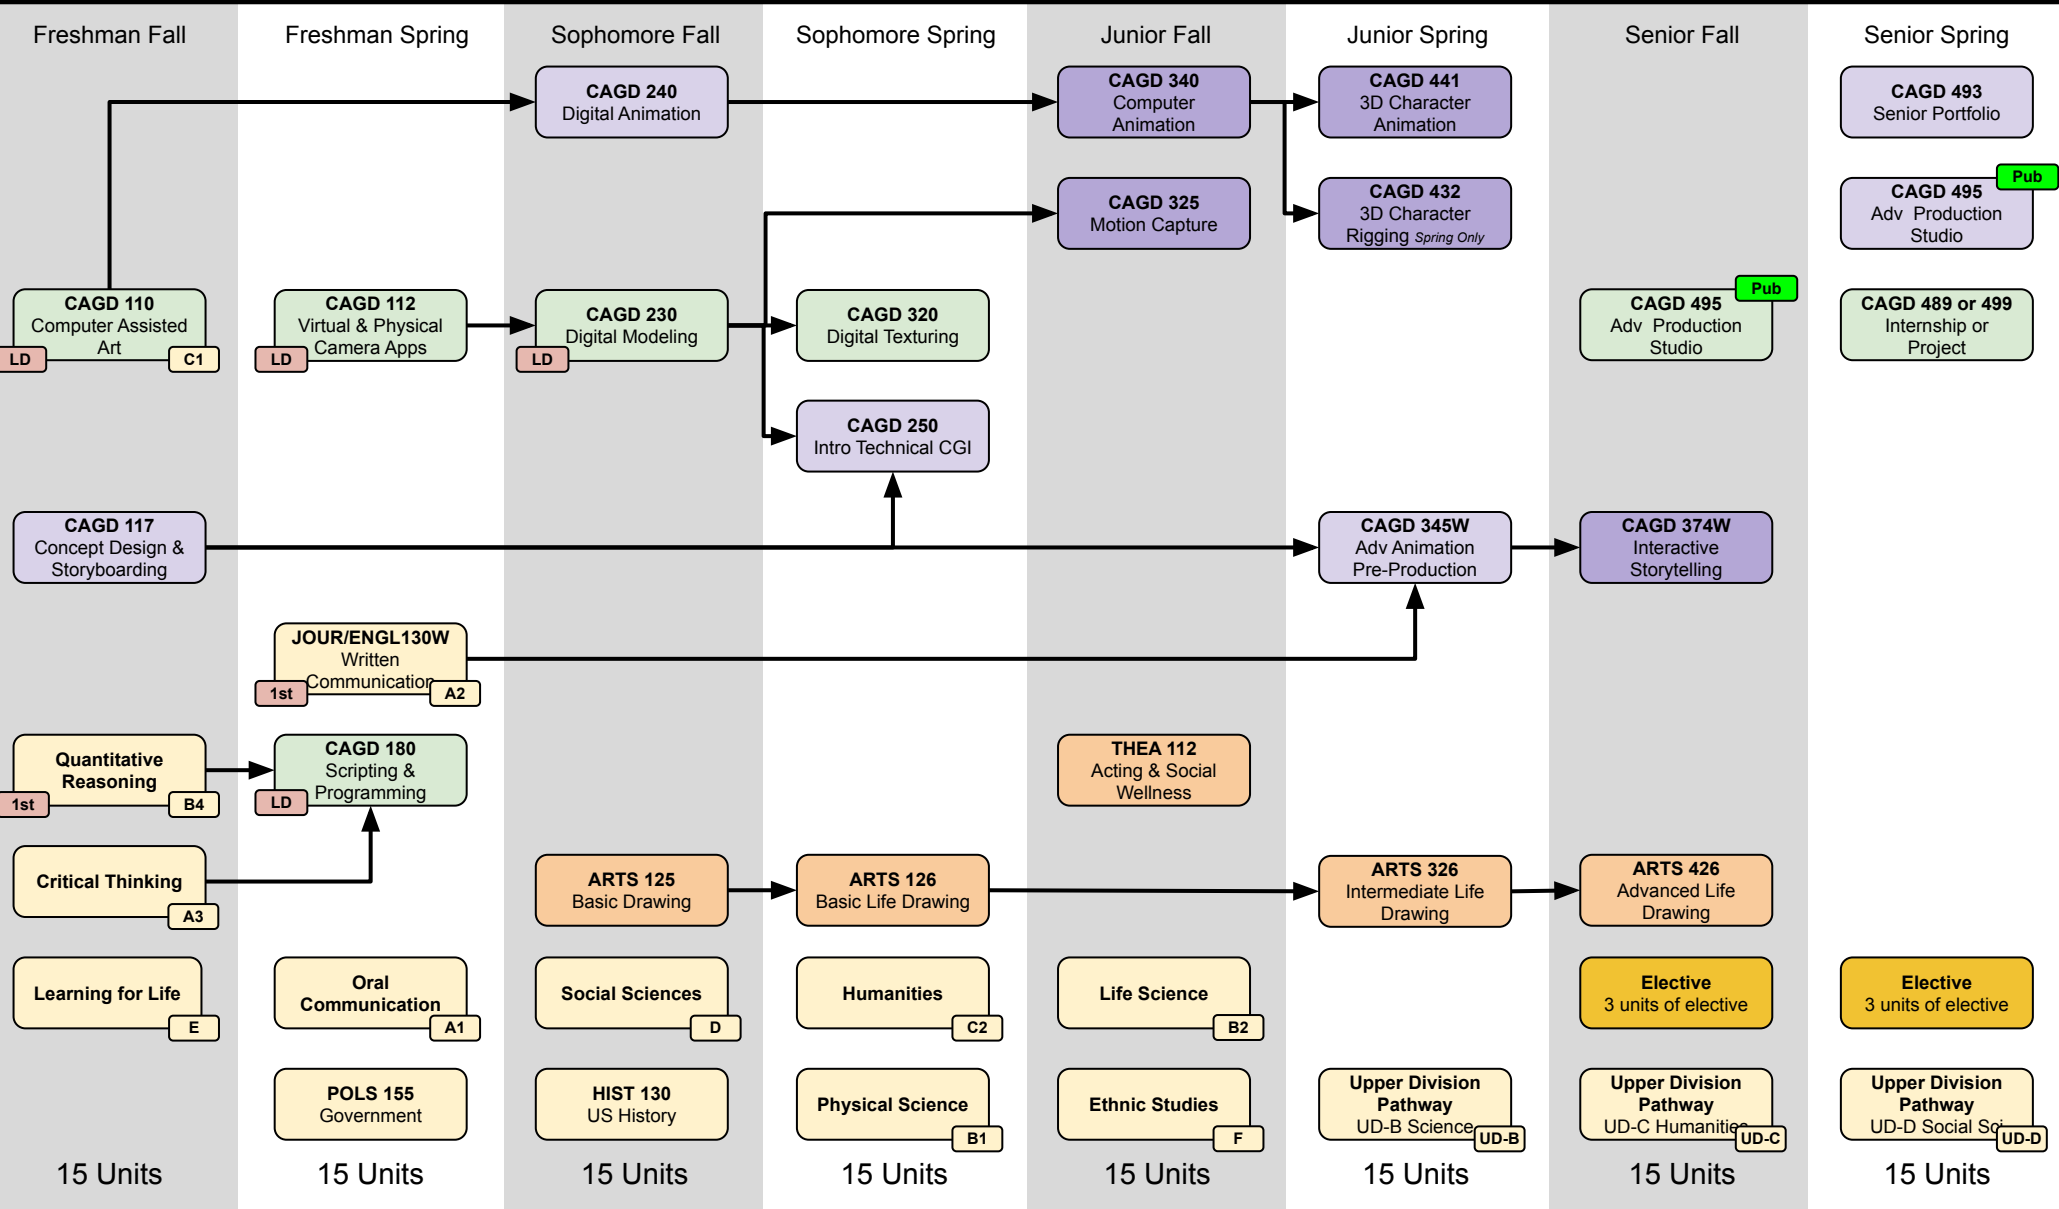 Freshman Fall
Freshman Spring
Sophomore Fall
Sophomore Spring
Junior Fall
Junior Spring
Senior Fall
Senior Spring
CAGD 240
Digital Animation
CAGD 340
Computer
Animation
CAGD 441
3D Character
Animation
CAGD 493
Senior Portfolio
CAGD 325
Motion Capture
CAGD 432
3D Character
Rigging Spring Only
Pub
CAGD 495
Adv Production
Studio
CAGD 110
Computer Assisted
Art
LD
C1
CAGD 112
Virtual & Physical
Camera Apps
LD
CAGD 230
Digital Modeling
LD
CAGD 320
Digital Texturing
Pub
CAGD 495
Adv Production
Studio
CAGD 489 or 499
Internship or
Project
CAGD 250
Intro Technical CGI
CAGD 117
Concept Design &
Storyboarding
CAGD 345W
Adv Animation
Pre-Production
CAGD 374W
Interactive
Storytelling
JOUR/ENGL130W
Written
Communication
1st
A2
Quantitative
Reasoning
1st
B4
CAGD 180
Scripting &
Programming
LD
THEA 112
Acting & Social
Wellness
Critical Thinking
A3
ARTS 125
Basic Drawing
ARTS 126
Basic Life Drawing
ARTS 326
Intermediate Life
Drawing
ARTS 426
Advanced Life
Drawing
Learning for Life
E
Oral
Communication
A1
Social Sciences
D
Humanities
C2
Life Science
B2
Elective
3 units of elective
Elective
3 units of elective
POLS 155
Government
HIST 130
US History
Physical Science
B1
Ethnic Studies
F
Upper Division
Pathway
UD-B Science
UD-B
Upper Division
Pathway
UD-C Humanities
UD-C
Upper Division
Pathway
UD-D Social Sci
UD-D
15 Units
15 Units
15 Units
15 Units
15 Units
15 Units
15 Units
15 Units